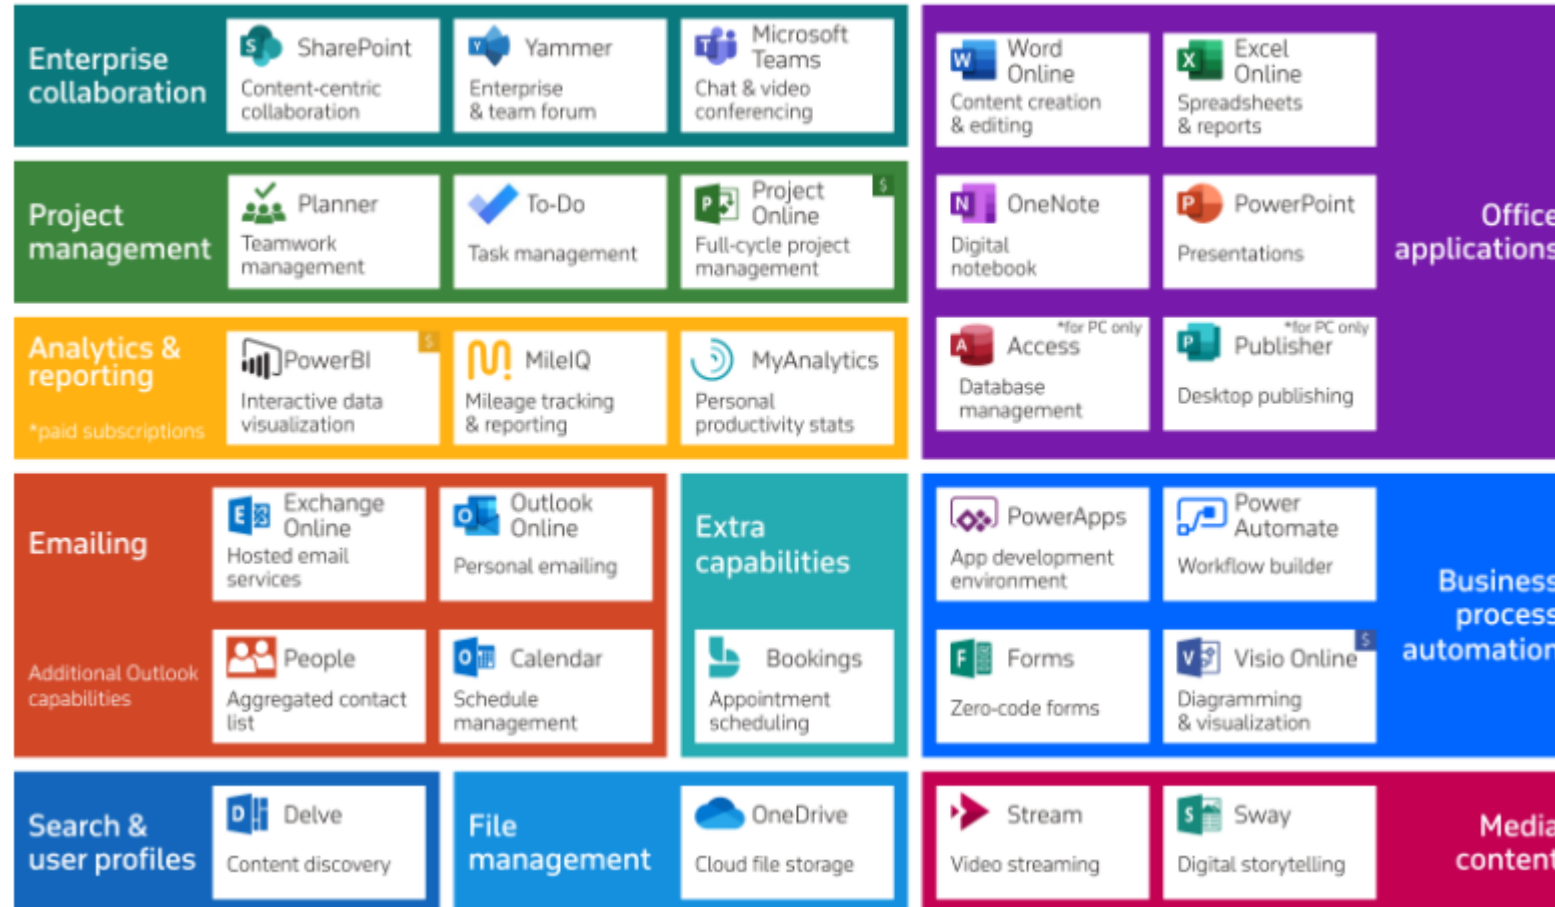 Enterprise
collaboration
SharePoint
Content-centric
collaboration
Yammer
Enterprise
& team forum
Microsoft
Teams
Chat & video
conferencing
Project
management
Planner
Teamwork
management
To-Do
Task management
Project
Online
$
Full-cycle project
management
Analytics &
reporting
*paid subscriptions
PowerBI
$
Interactive data
visualization
MileIQ
Mileage tracking
& reporting
MyAnalytics
Personal
productivity stats
Word
Online
Content creation
& editing
Excel
Online
Spreadsheets
& reports
OneNote
Digital
notebook
PowerPoint
Presentations
*for PC only
Access
Database
management
*for PC only
Publisher
Desktop publishing
Office
applications
Emailing
Exchange
Online
Hosted email
services
Outlook
Online
Personal emailing
Additional Outlook
capabilities
People
Aggregated contact
list
Calendar
Schedule
management
Extra
capabilities
Bookings
Appointment
scheduling
PowerApps
App development
environment
Power
Automate
Workflow builder
Forms
Zero-code forms
Visio Online
$
Diagramming
& visualization
Business
process
automation
Search &
user profiles
Delve
Content discovery
File
management
OneDrive
Cloud file storage
Stream
Video streaming
Sway
Digital storytelling
Media
content